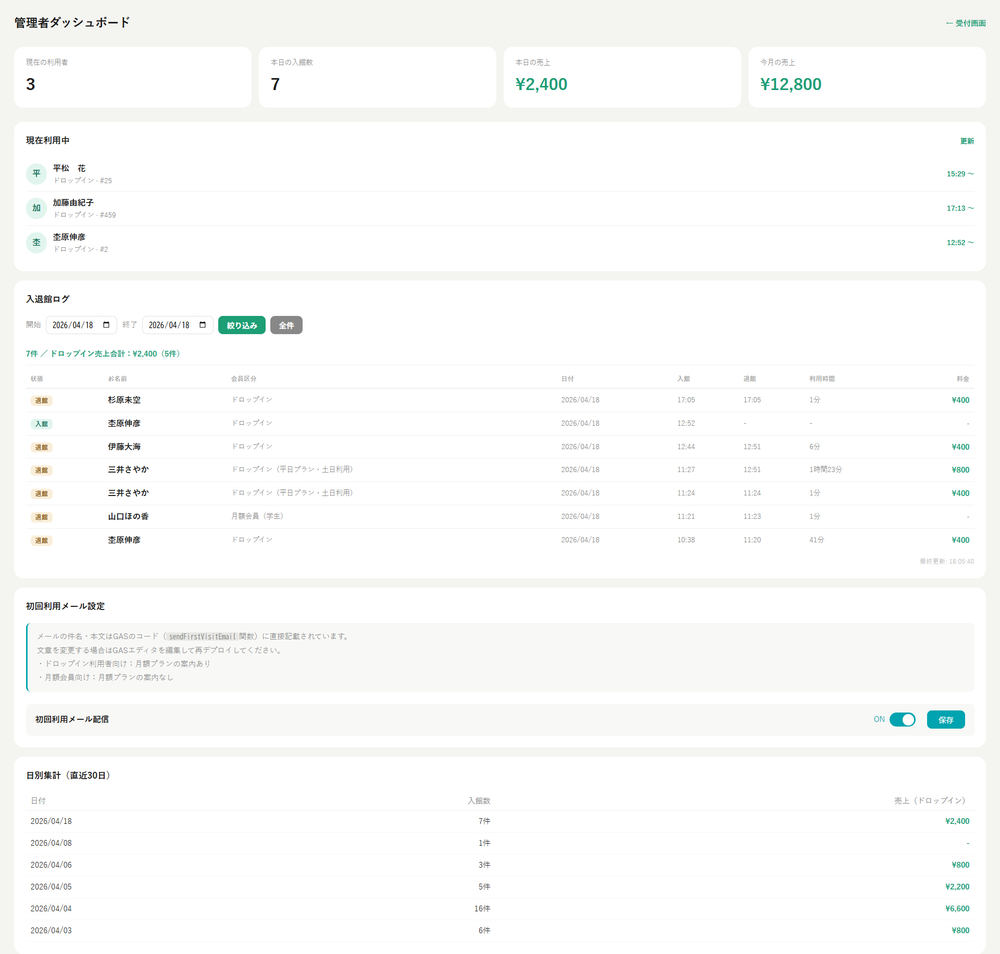 管理者ダッシュボード
← 受付画面
現在の利用者
3
本日の入館数
7
本日の売上
¥2,400
今月の売上
¥12,800
現在利用中
更新
平
平松　花
ドロップイン · #25
15:29 〜
加
加藤由紀子
ドロップイン · #459
17:13 〜
杢
杢原伸彦
ドロップイン · #2
12:52 〜
入退館ログ
開始 2026/04/18 終了 2026/04/18 絞り込み 全件
7件 ／ ドロップイン売上合計：¥2,400（5件）
状態 お名前 会員区分 日付 入館 退館 利用時間 料金
退館 杉原未空 ドロップイン 2026/04/18 17:05 17:05 1分 ¥400
入館 杢原伸彦 ドロップイン 2026/04/18 12:52 - - -
退館 伊藤大海 ドロップイン 2026/04/18 12:44 12:51 6分 ¥400
退館 三井さやか ドロップイン（平日プラン・土日利用） 2026/04/18 11:27 12:51 1時間23分 ¥800
退館 三井さやか ドロップイン（平日プラン・土日利用） 2026/04/18 11:24 11:24 1分 ¥400
退館 山口ほの香 月額会員（学生） 2026/04/18 11:21 11:23 1分 -
退館 杢原伸彦 ドロップイン 2026/04/18 10:38 11:20 41分 ¥400
最終更新: 18:05:40
初回利用メール設定
メールの件名・本文はGASのコード（sendFirstVisitEmail関数）に直接記載されています。
文章を変更する場合はGASエディタを編集して再デプロイしてください。
・ドロップイン利用者向け：月額プランの案内あり
・月額会員向け：月額プランの案内なし
初回利用メール配信 ON 保存
日別集計（直近30日）
日付 入館数 売上（ドロップイン）
2026/04/18 7件 ¥2,400
2026/04/08 1件 -
2026/04/06 3件 ¥800
2026/04/05 5件 ¥2,200
2026/04/04 16件 ¥6,600
2026/04/03 6件 ¥800